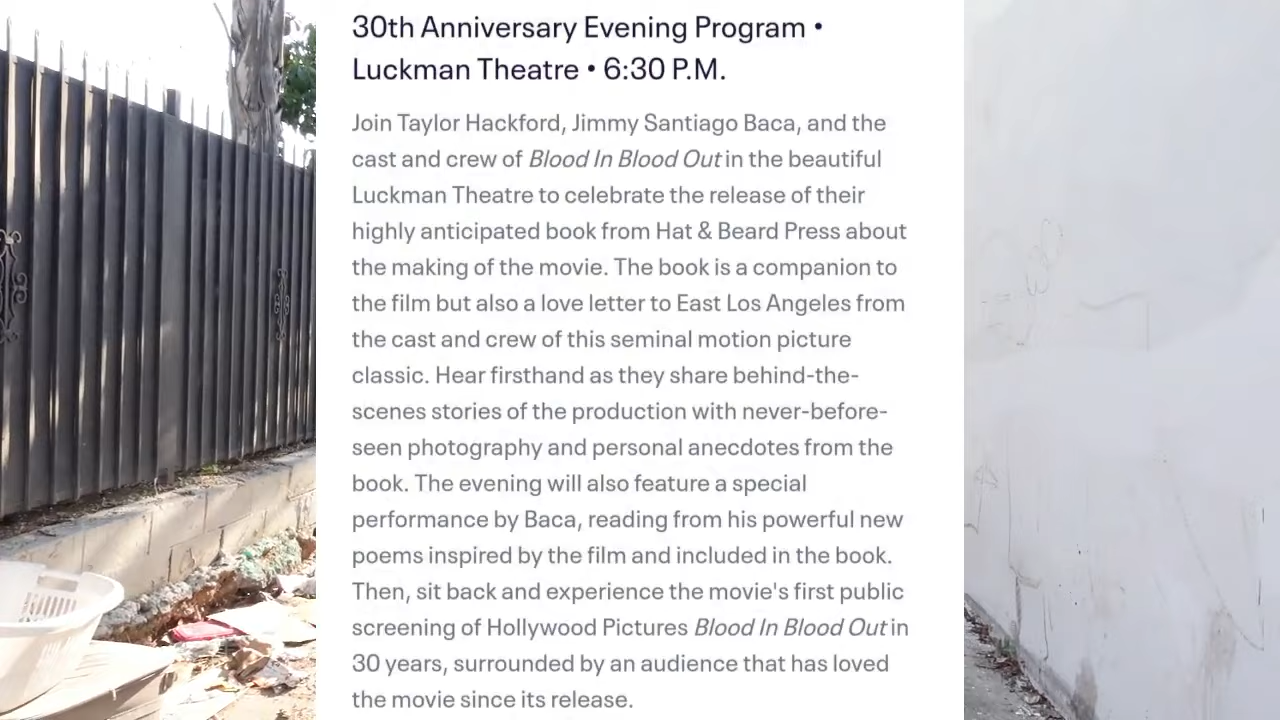 30th Anniversary Evening Program •
Luckman Theatre • 6:30 P.M.
Join Taylor Hackford, Jimmy Santiago Baca, and the
cast and crew of Blood In Blood Out in the beautiful
Luckman Theatre to celebrate the release of their
highly anticipated book from Hat & Beard Press about
the making of the movie. The book is a companion to
the film but also a love letter to East Los Angeles from
the cast and crew of this seminal motion picture
classic. Hear firsthand as they share behind-the-
scenes stories of the production with never-before-
seen photography and personal anecdotes from the
book. The evening will also feature a special
performance by Baca, reading from his powerful new
poems inspired by the film and included in the book.
Then, sit back and experience the movie's first public
screening of Hollywood Pictures Blood In Blood Out in
30 years, surrounded by an audience that has loved
the movie since its release.